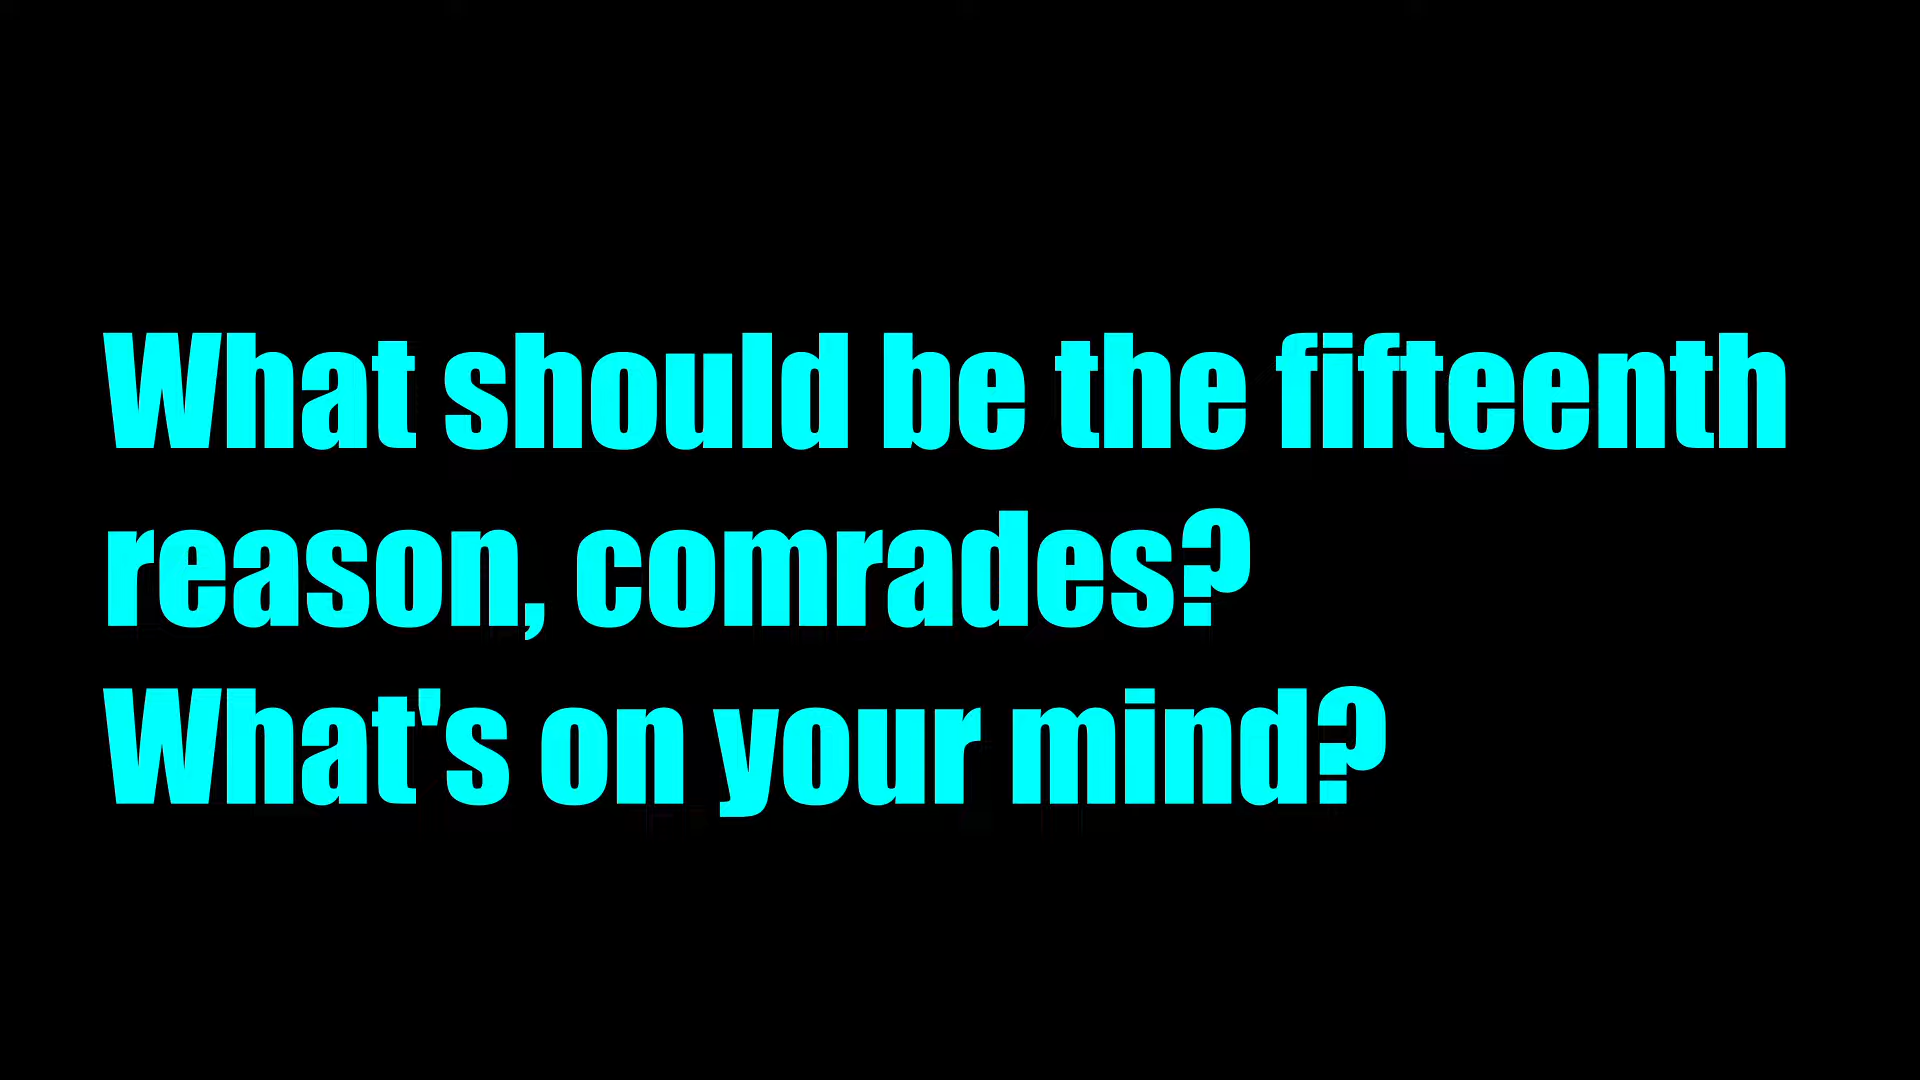 What should be the fifteenth
reason, comrades?
What's on your mind?